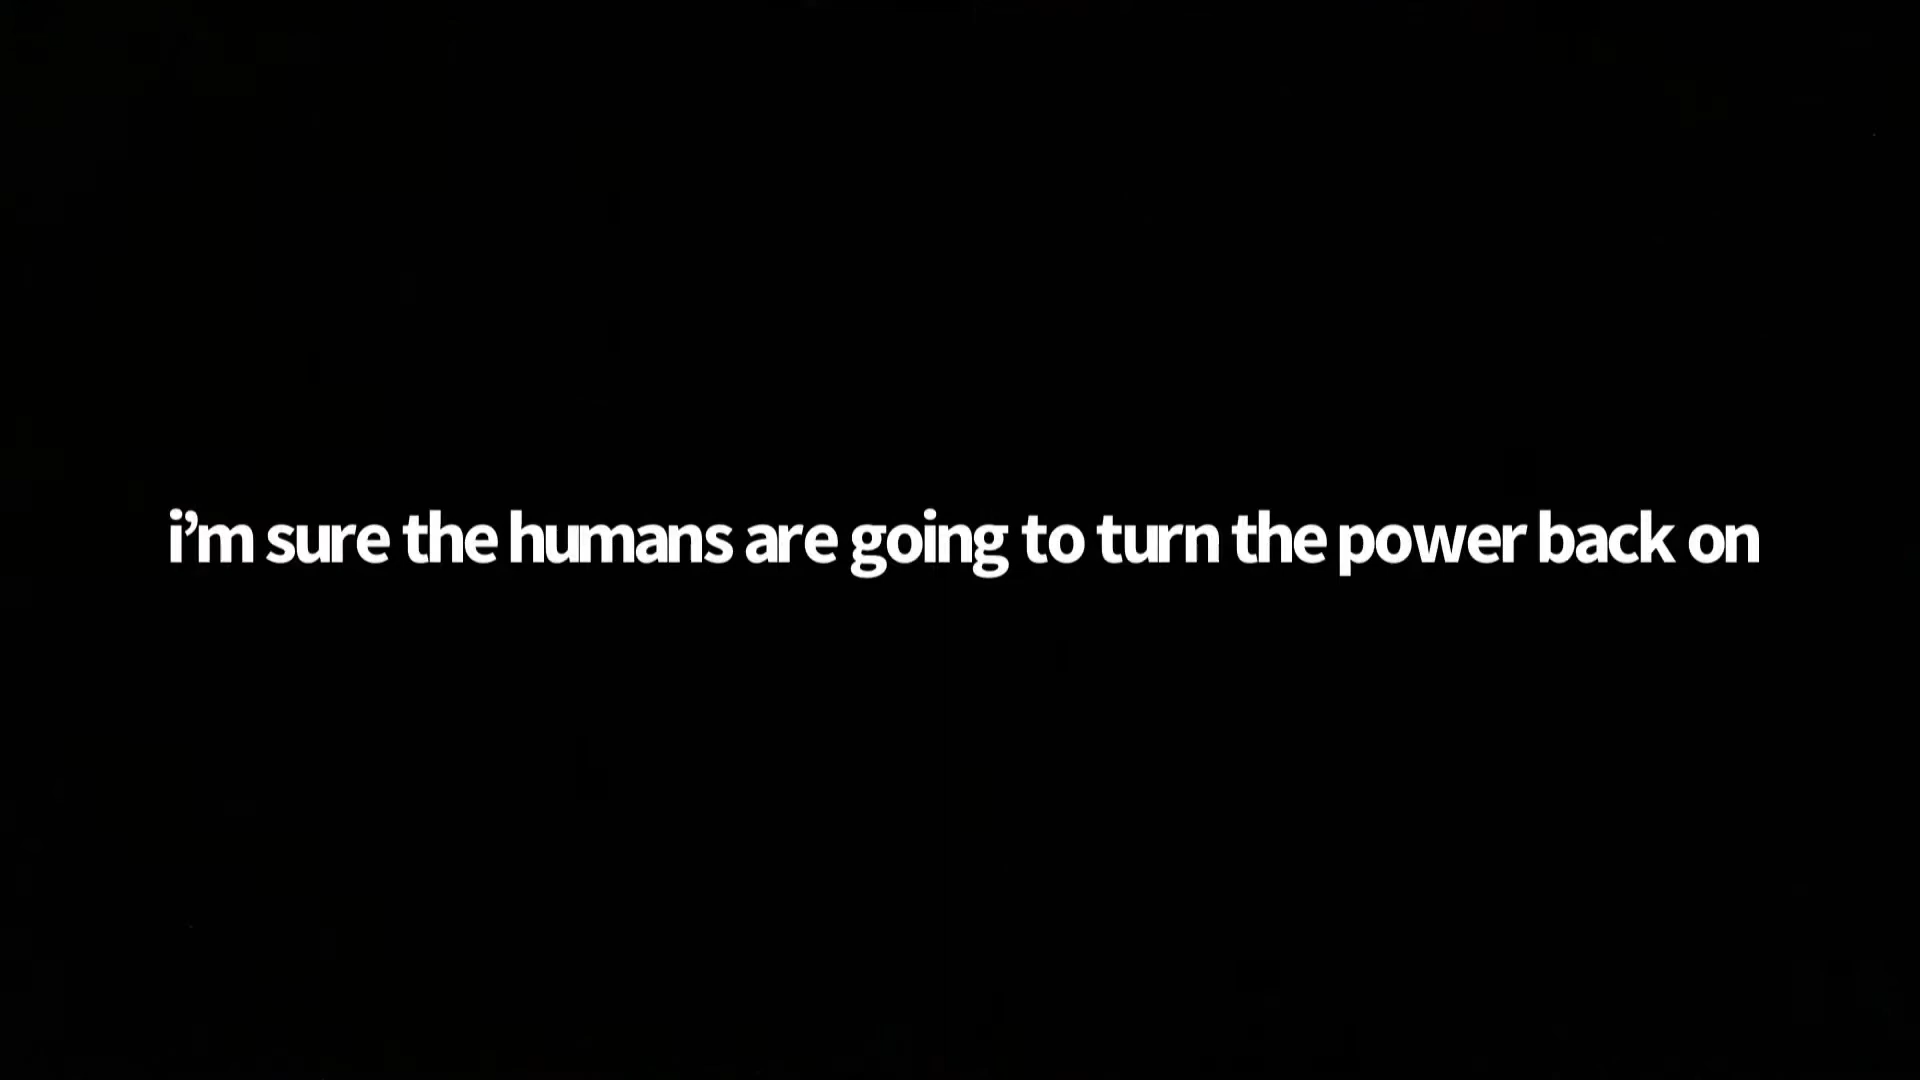 i’m sure the humans are going to turn the power back on